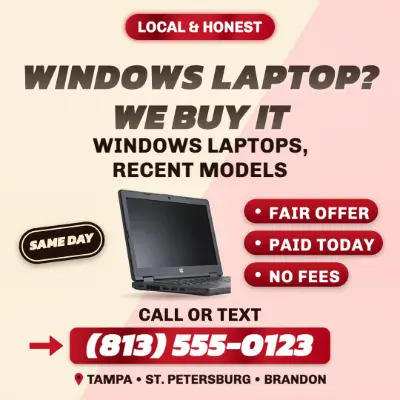 LOCAL & HONEST
WINDOWS LAPTOP?
WE BUY IT
WINDOWS LAPTOPS,
RECENT MODELS
SAME DAY
• FAIR OFFER
• PAID TODAY
• NO FEES
CALL OR TEXT
(813) 555-0123
TAMPA • ST. PETERSBURG • BRANDON